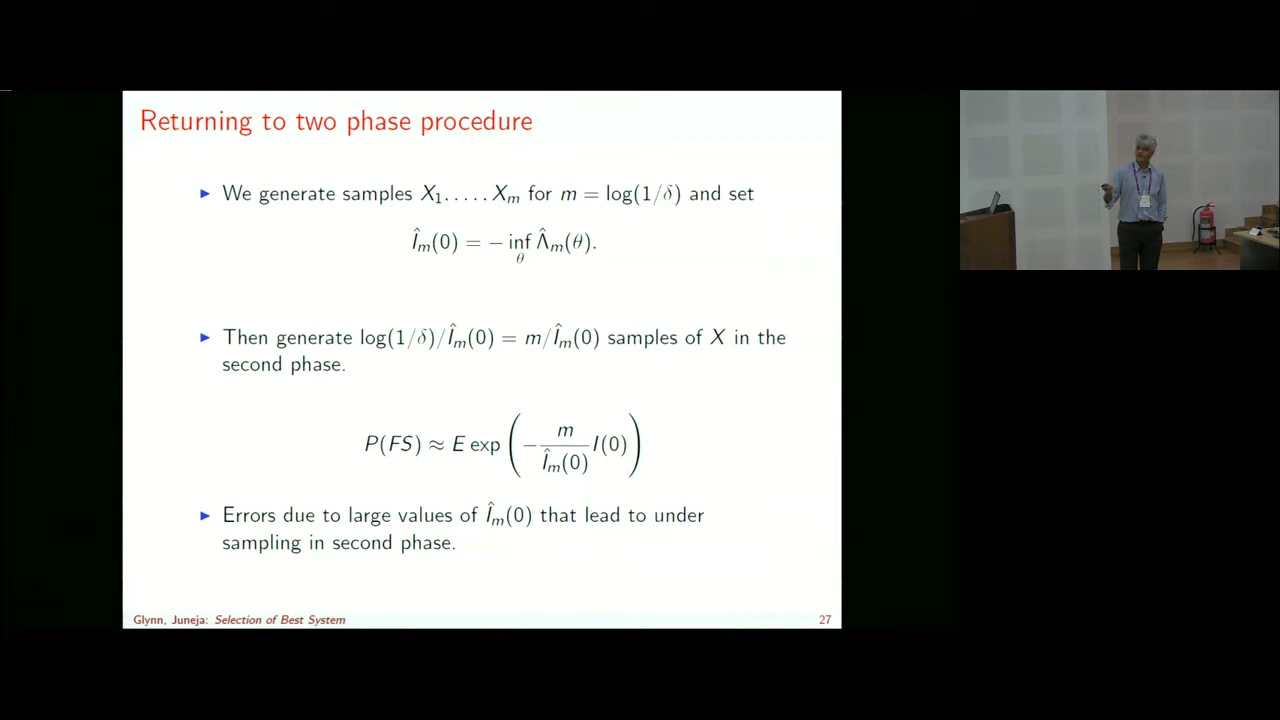 Returning to two phase procedure
▶ We generate samples X₁.....Xₘ for m = log(1/δ) and set
Îₘ(0) = − inf_θ Λ̂ₘ(θ).
▶ Then generate log(1/δ)/Îₘ(0) = m/Îₘ(0) samples of X in the
second phase.
P(FS) ≈ E exp ( − m/Îₘ(0) I(0) )
▶ Errors due to large values of Îₘ(0) that lead to under
sampling in second phase.
Glynn, Juneja: Selection of Best System 27